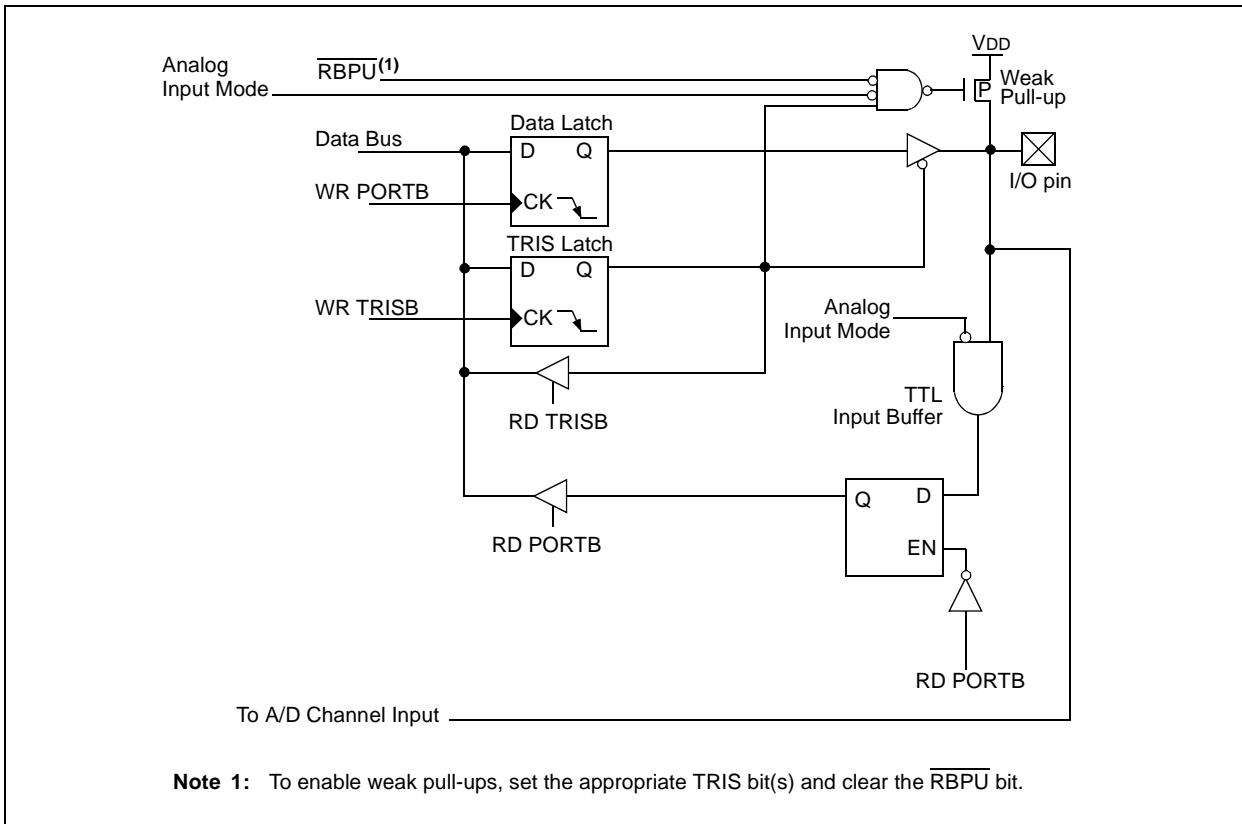 VDD
Analog
Input Mode
RBPU(1)
P
Weak
Pull-up
Data Bus
Data Latch
D Q
I/O pin
WR PORTB
CK
TRIS Latch
D Q
WR TRISB
CK
Analog
Input Mode
RD TRISB
TTL
Input Buffer
Q D
RD PORTB
EN
RD PORTB
To A/D Channel Input
Note 1: To enable weak pull-ups, set the appropriate TRIS bit(s) and clear the RBPU bit.